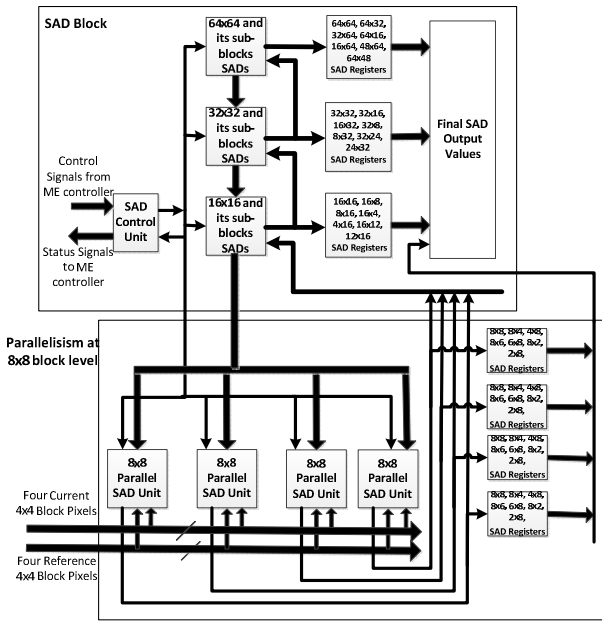 SAD Block
64x64 and
its sub-
blocks
SADs
64x64, 64x32,
32x64, 64x16,
16x64, 48x64,
64x48
SAD Registers
Final SAD
Output
Values
32x32 and
its sub-
blocks
SADs
32x32, 32x16,
16x32, 32x8,
8x32, 32x24,
24x32
SAD Registers
Control
Signals from
ME controller
SAD
Control
Unit
Status Signals
to ME
controller
16x16 and
its sub-
blocks
SADs
16x16, 16x8,
8x16, 16x4,
4x16, 16x12,
12x16
SAD Registers
Parallelisism at
8x8 block level
8x8, 8x4, 4x8,
8x6, 6x8, 8x2,
2x8,
SAD Registers
8x8, 8x4, 4x8,
8x6, 6x8, 8x2,
2x8,
SAD Registers
8x8, 8x4, 4x8,
8x6, 6x8, 8x2,
2x8,
SAD Registers
8x8, 8x4, 4x8,
8x6, 6x8, 8x2,
2x8,
SAD Registers
8x8
Parallel
SAD Unit
8x8
Parallel
SAD Unit
8x8
Parallel
SAD Unit
8x8
Parallel
SAD Unit
Four Current
4x4 Block Pixels
Four Reference
4x4 Block Pixels